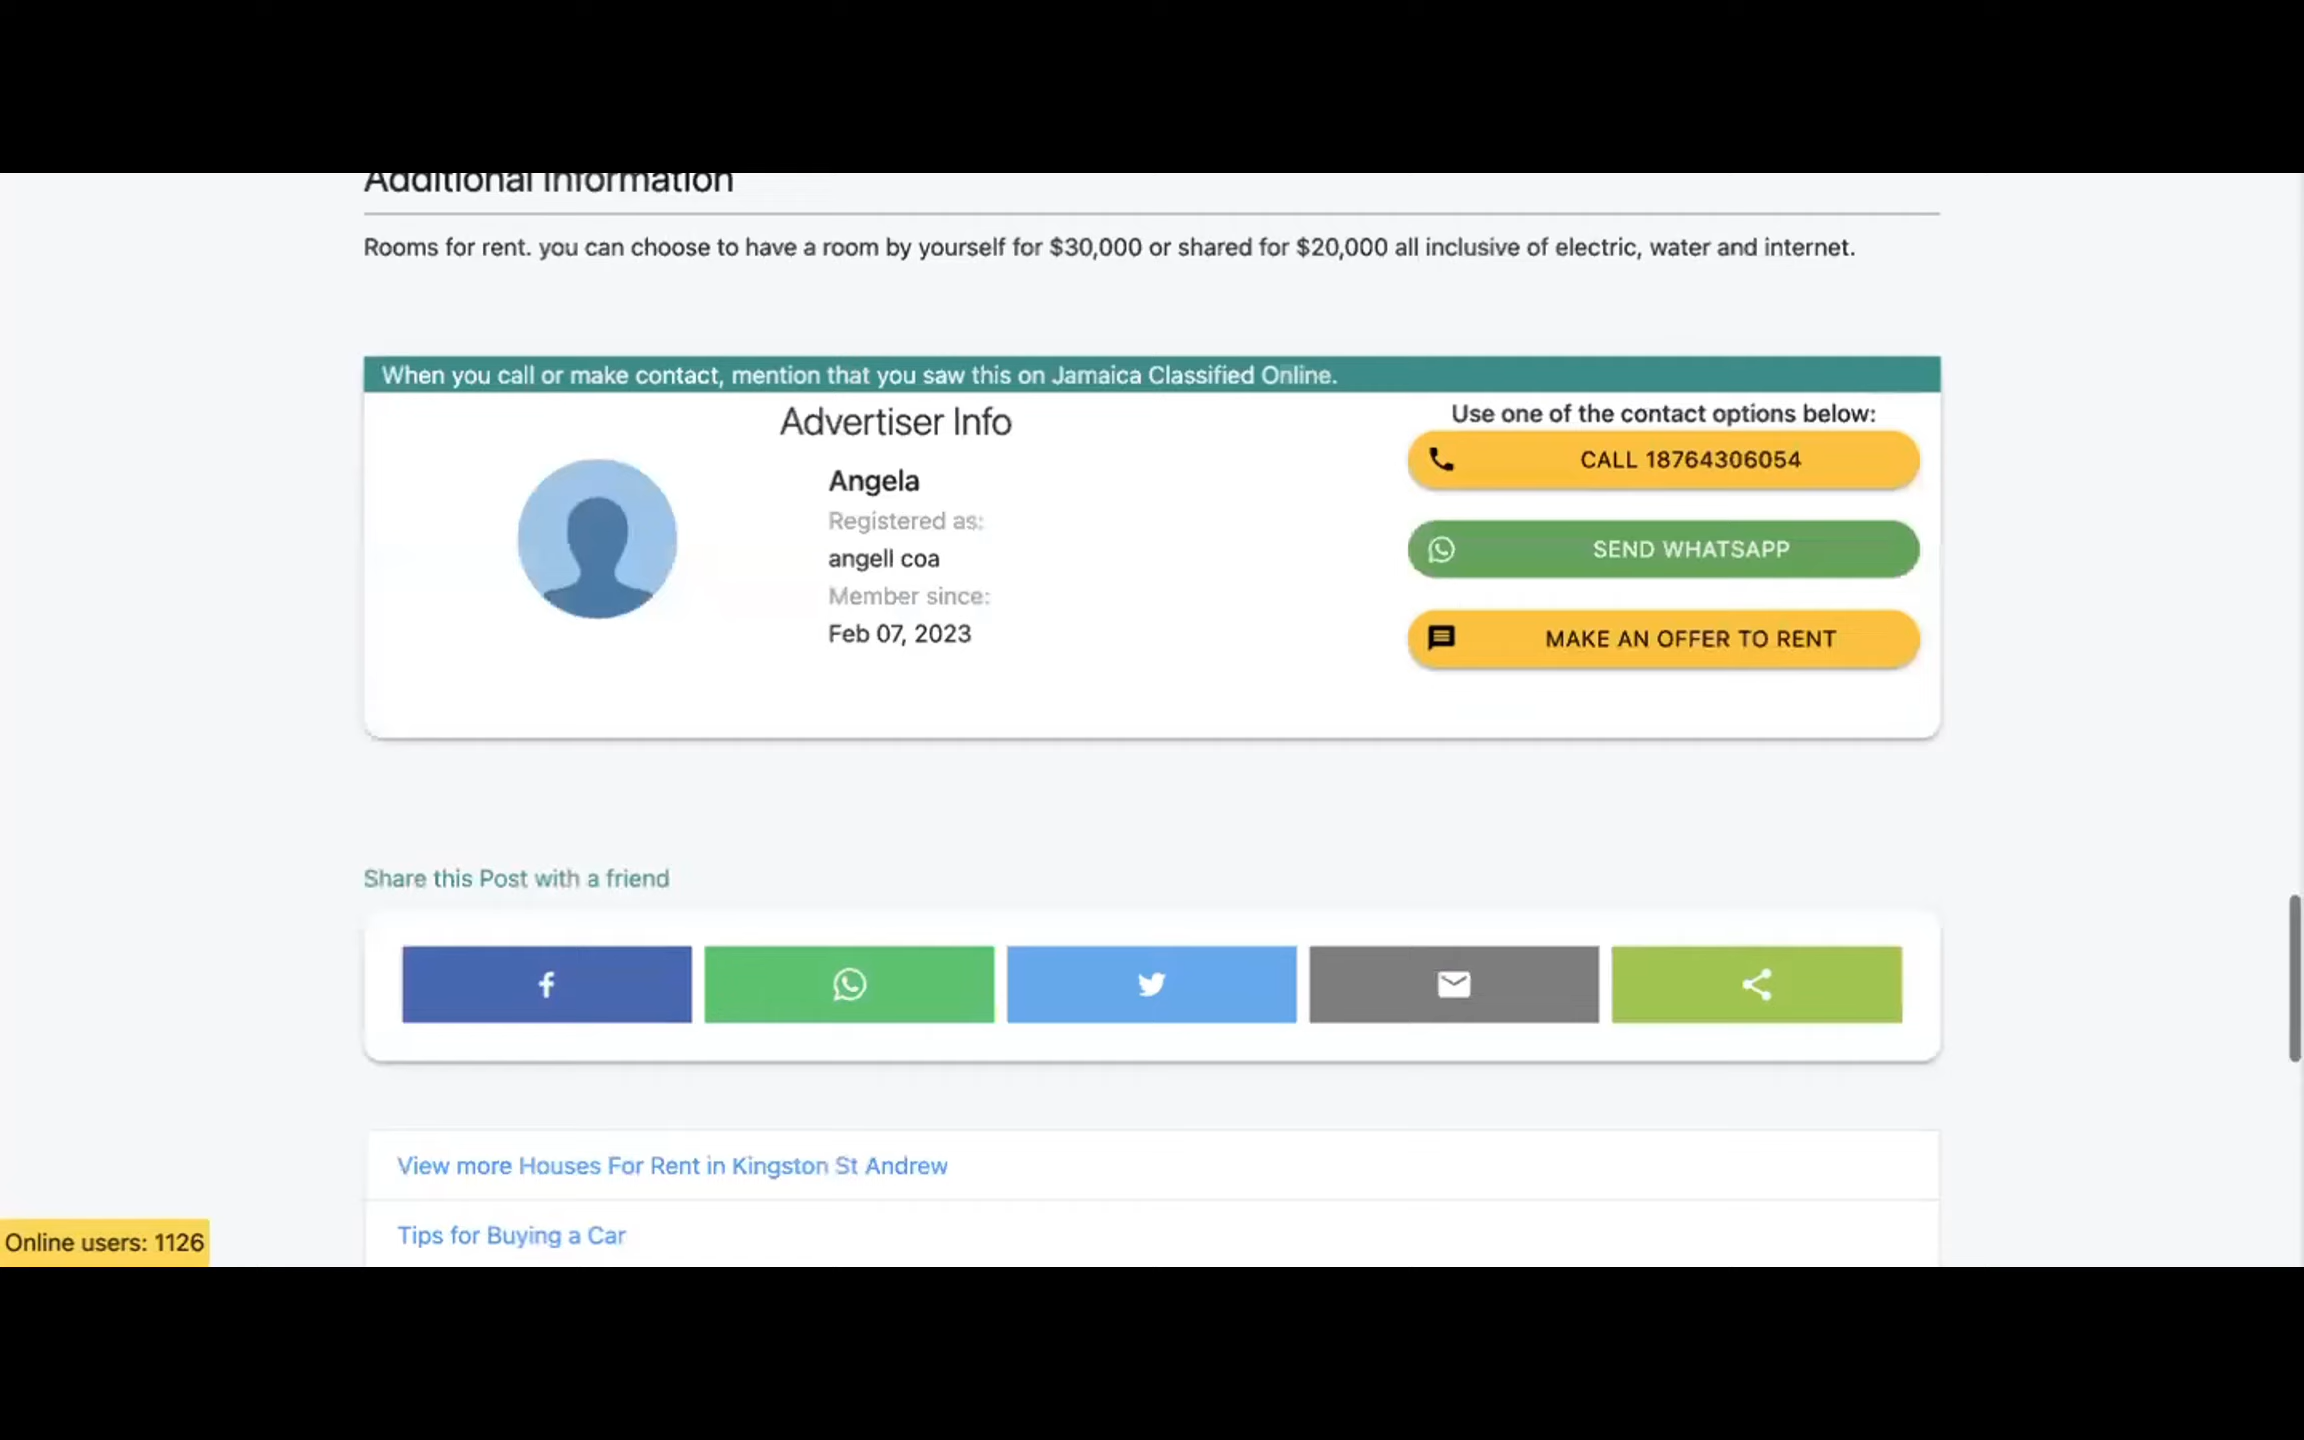 Additional Information
Rooms for rent. you can choose to have a room by yourself for $30,000 or shared for $20,000 all inclusive of electric, water and internet.
When you call or make contact, mention that you saw this on Jamaica Classified Online.
Advertiser Info
Angela
Registered as:
angell coa
Member since:
Feb 07, 2023
Use one of the contact options below:
CALL 18764306054
SEND WHATSAPP
MAKE AN OFFER TO RENT
Share this Post with a friend
View more Houses For Rent in Kingston St Andrew
Tips for Buying a Car
Online users: 1126